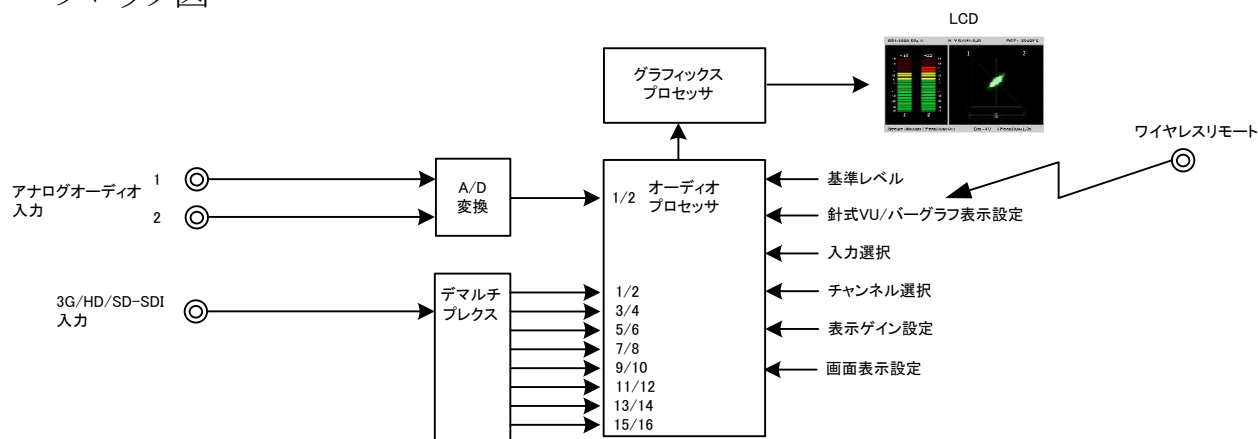 LCD
グラフィックス
プロセッサ
ワイヤレスリモート
アナログオーディオ
入力
1
2
A/D
変換
1/2
オーディオ
プロセッサ
基準レベル
針式VU/バーグラフ表示設定
入力選択
チャンネル選択
表示ゲイン設定
画面表示設定
3G/HD/SD-SDI
入力
デマルチ
プレクス
1/2
3/4
5/6
7/8
9/10
11/12
13/14
15/16